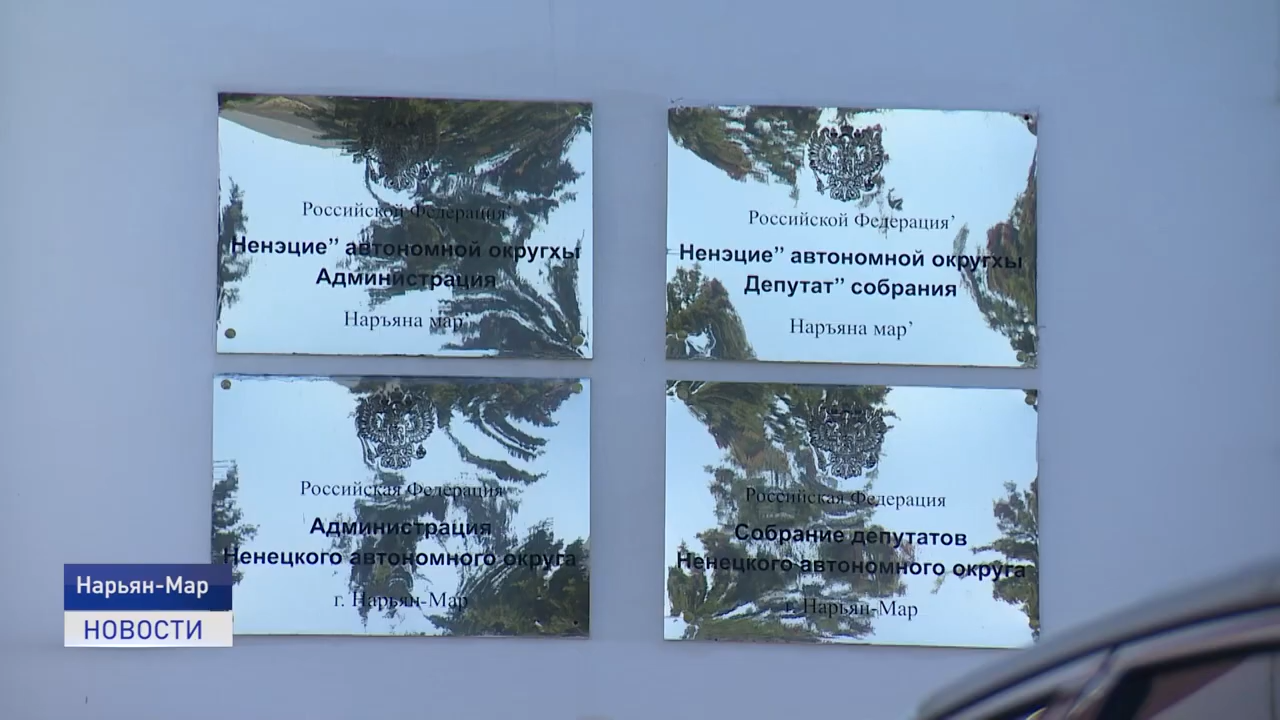 Российской Федерация’
Ненэцие” автономной округхы
Администрация
Наръяна мар’
Российской Федерация’
Ненэцие” автономной округхы
Депутат” собрания
Наръяна мар’
Российская Федерация
Администрация
Ненецкого автономного округа
г. Нарьян-Мар
Российская Федерация
Собрание депутатов
Ненецкого автономного округа
г. Нарьян-Мар
Нарьян-Мар
НОВОСТИ